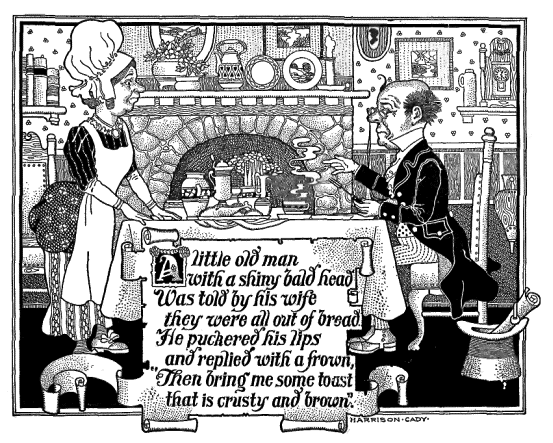 A little old man
with a shiny bald head
Was told by his wife
they were all out of bread.
He puckered his lips
and replied with a frown,
"Then bring me some toast
that is crusty and brown".
HARRISON·CADY·